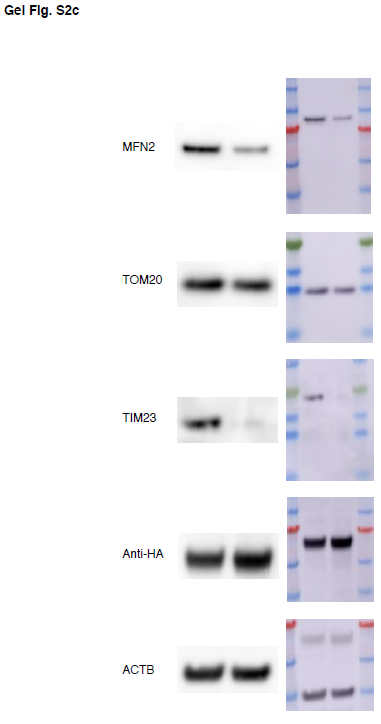 Gel Fig. S2c
MFN2
TOM20
TIM23
Anti-HA
ACTB